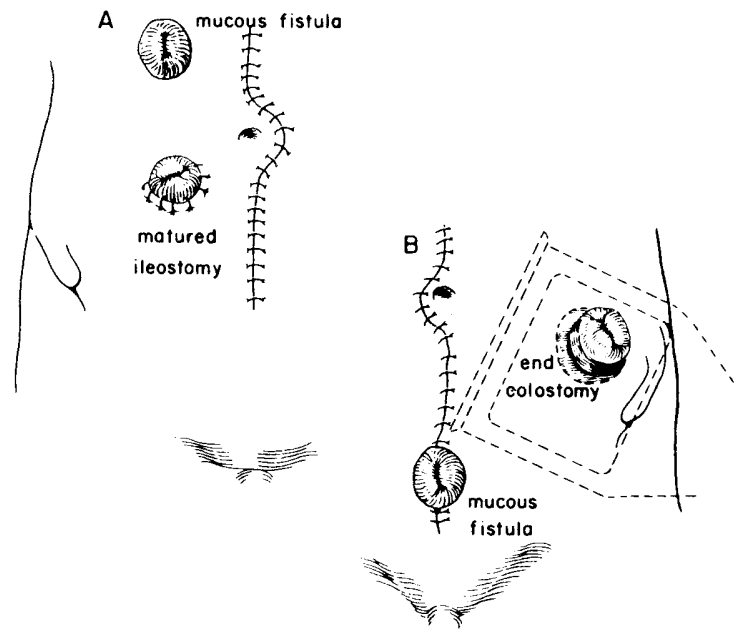 A
mucous fistula
matured
ileostomy
B
end
colostomy
mucous
fistula